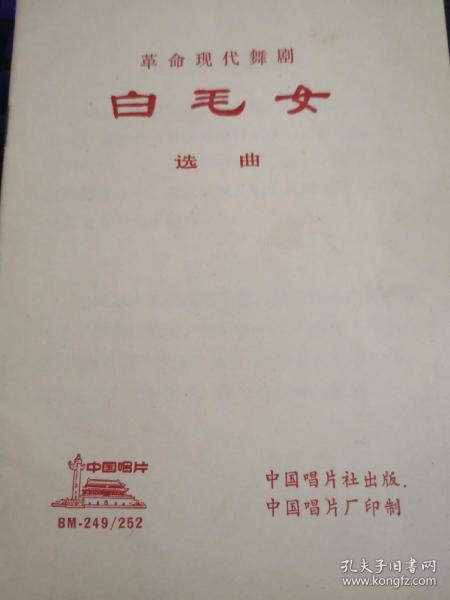 革命现代舞剧
白毛女
选曲
中国唱片
BM-249/252
中国唱片社出版.
中国唱片厂印制
孔夫子旧书网
www.kongfz.com